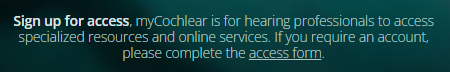 Sign up for access, myCochlear is for hearing professionals to access
specialized resources and online services. If you require an account,
please complete the access form.